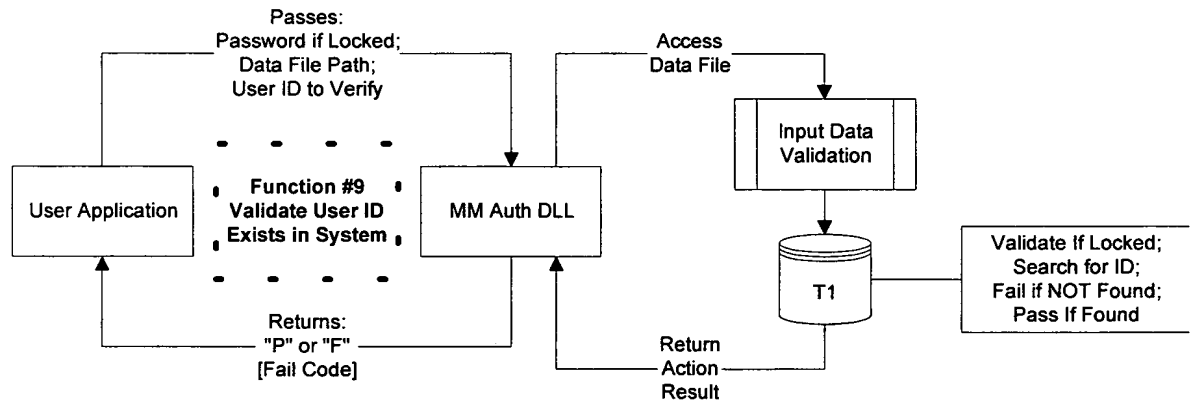 Passes:
Password if Locked;
Data File Path;
User ID to Verify
Access
Data File
Input Data
Validation
User Application
Function #9
Validate User ID
Exists in System
MM Auth DLL
T1
Validate If Locked;
Search for ID;
Fail if NOT Found;
Pass If Found
Returns:
"P" or "F"
[Fail Code]
Return
Action
Result